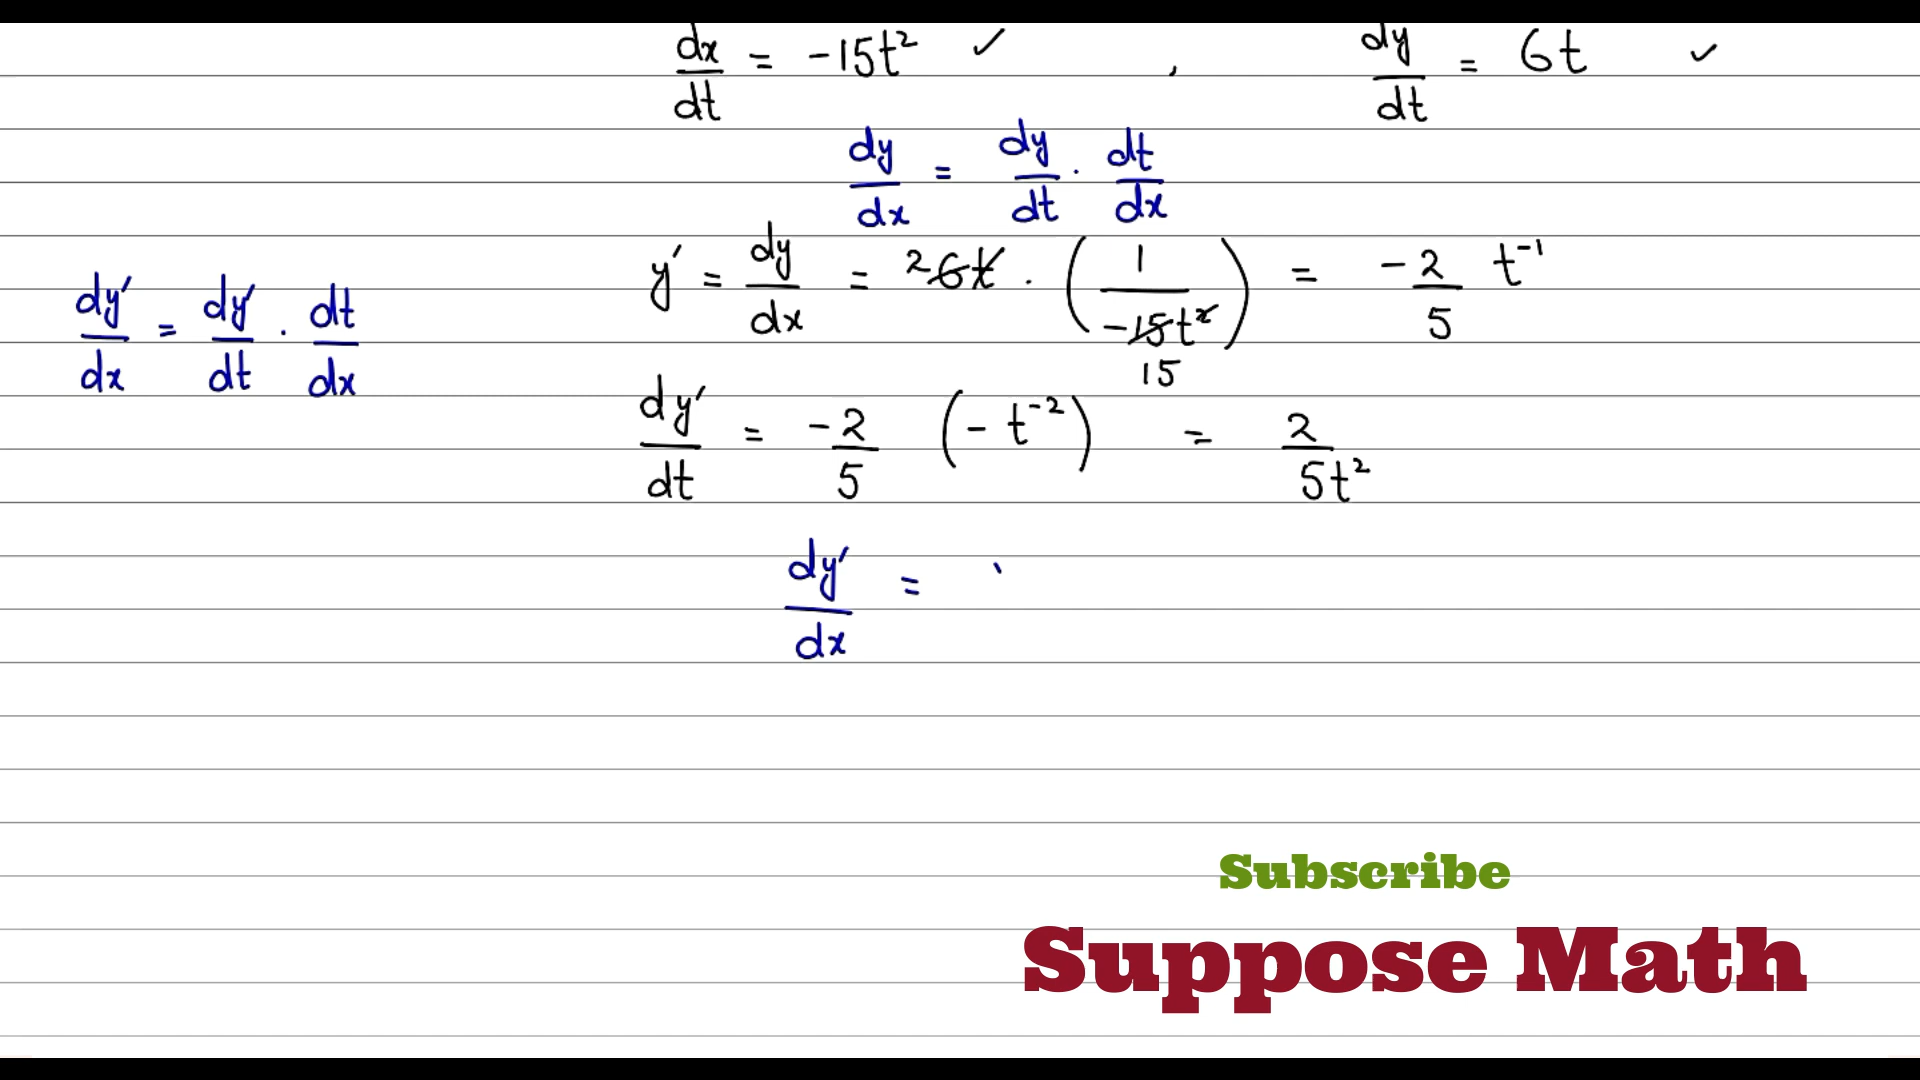 dx/dt = -15t² ✓ , dy/dt = 6t ✓
dy/dx = dy/dt · dt/dx
y′ = dy/dx = 2 6t · (1/-15t²) = -2/5 t⁻¹
15
dy′/dx = dy′/dt · dt/dx
dy′/dt = -2/5 (- t⁻²) = 2/5t²
dy′/dx =
Subscribe
Suppose Math